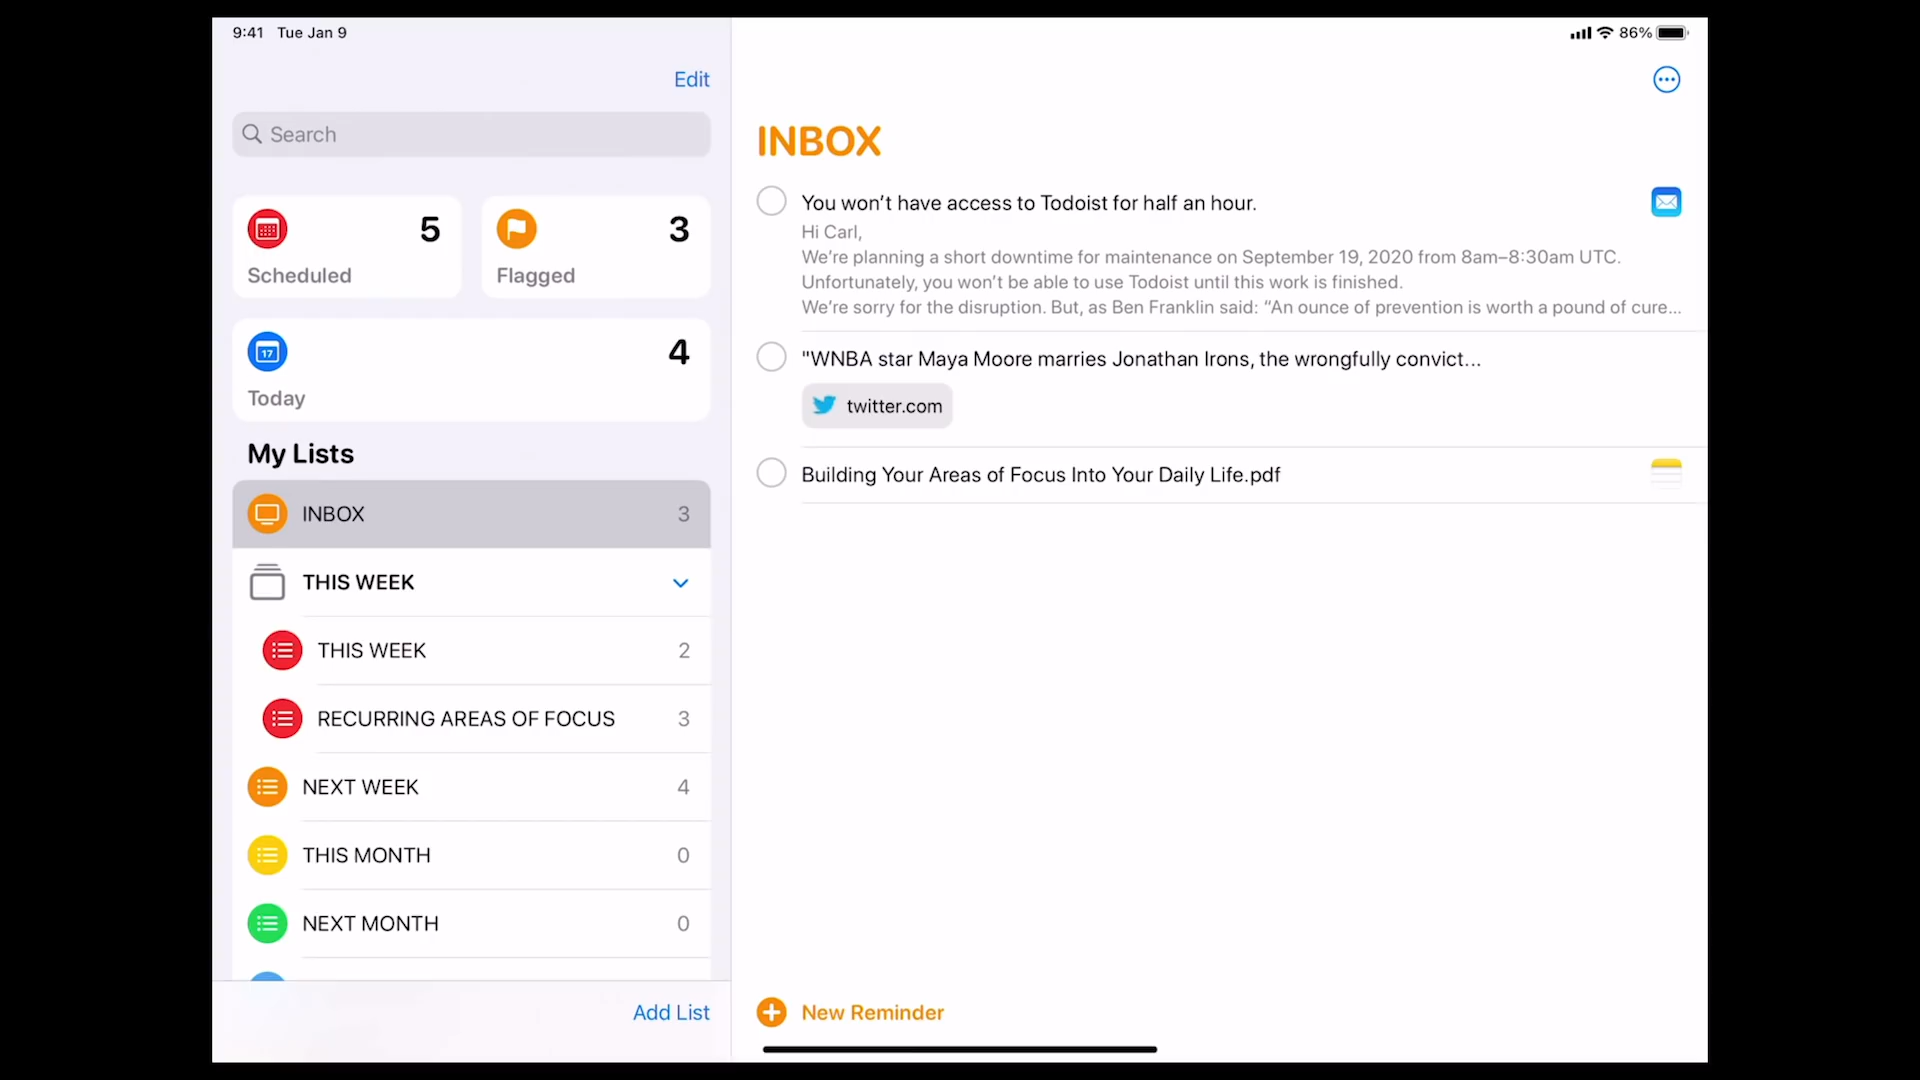 9:41 Tue Jan 9
86%
Edit
Search
5
Scheduled
3
Flagged
17
4
Today
My Lists
INBOX 3
THIS WEEK
THIS WEEK 2
RECURRING AREAS OF FOCUS 3
NEXT WEEK 4
THIS MONTH 0
NEXT MONTH 0
Add List
INBOX
You won’t have access to Todoist for half an hour.
Hi Carl,
We’re planning a short downtime for maintenance on September 19, 2020 from 8am–8:30am UTC.
Unfortunately, you won’t be able to use Todoist until this work is finished.
We’re sorry for the disruption. But, as Ben Franklin said: “An ounce of prevention is worth a pound of cure...
"WNBA star Maya Moore marries Jonathan Irons, the wrongfully convict...
twitter.com
Building Your Areas of Focus Into Your Daily Life.pdf
New Reminder